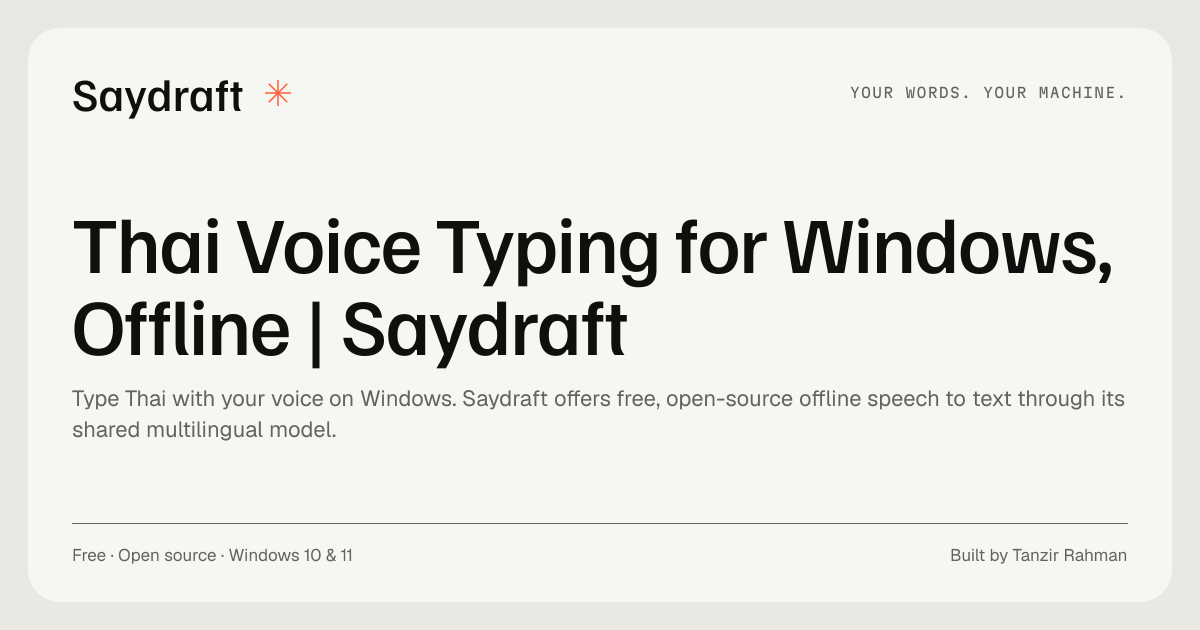 Saydraft
YOUR WORDS. YOUR MACHINE.
Thai Voice Typing for Windows,
Offline | Saydraft
Type Thai with your voice on Windows. Saydraft offers free, open-source offline speech to text through its
shared multilingual model.
Free · Open source · Windows 10 & 11
Built by Tanzir Rahman